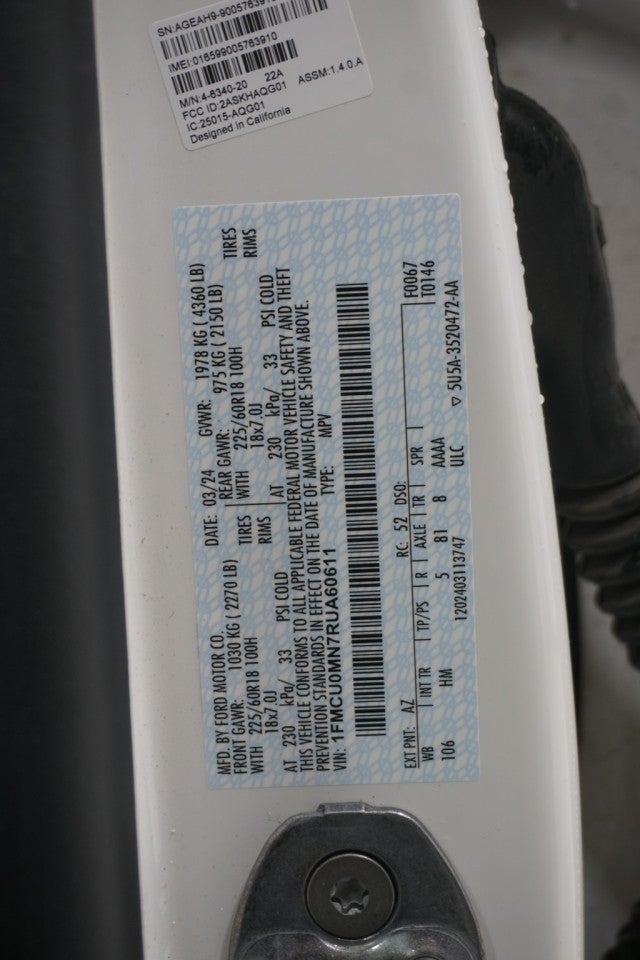 SN:AGEAH9-90057639
IMEI:016599005763910
M/N:4-6340-20 22A ASSM:1.4.0.A
FCC ID:2ASKHAQG01
IC:25015-AQG01
Designed in California
MFD. BY FORD MOTOR CO.
DATE: 03/24 GVWR: 1978 KG ( 4360 LB)
FRONT GAWR: 1030 KG ( 2270 LB) REAR GAWR: 975 KG ( 2150 LB)
WITH 225/60R18 100H TIRES WITH 225/60R18 100H TIRES
18x7.0J RIMS 18x7.0J RIMS
AT 230 kPa/ 33 PSI COLD AT 230 kPa/ 33 PSI COLD
THIS VEHICLE CONFORMS TO ALL APPLICABLE FEDERAL MOTOR VEHICLE SAFETY AND THEFT
PREVENTION STANDARDS IN EFFECT ON THE DATE OF MANUFACTURE SHOWN ABOVE.
VIN: 1FMCU0MN7RUA60611 TYPE: MPV
EXT PNT: AZ RC: 52 DSO: F0067
WB INT TR TP/PS R AXLE TR SPR T0146
106 HM 5 81 8 AAAA
ULC
1202403113747 ▽ 5U5A-3520472-AA